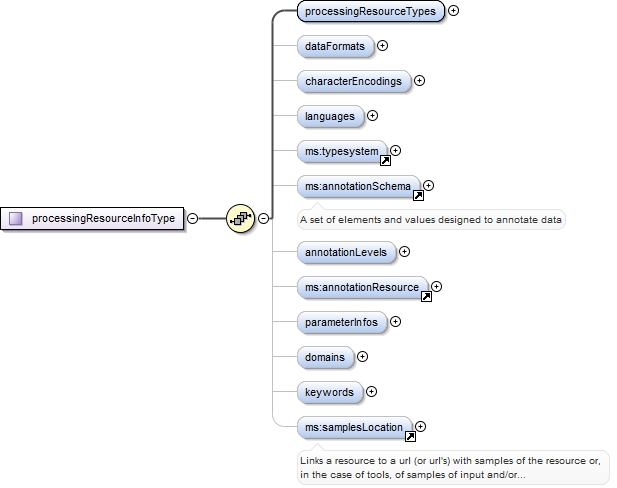 processingResourceTypes
dataFormats
characterEncodings
languages
ms:typesystem
ms:annotationSchema
processingResourceInfoType
A set of elements and values designed to annotate data
annotationLevels
ms:annotationResource
parameterInfos
domains
keywords
ms:samplesLocation
Links a resource to a url (or url's) with samples of the resource or,
in the case of tools, of samples of input and/or...